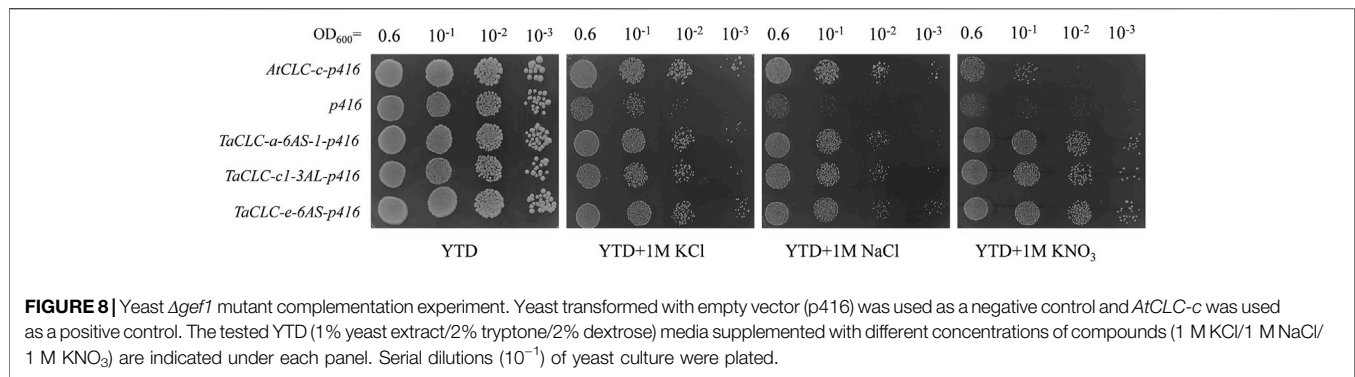 OD₆₀₀= 0.6 10⁻¹ 10⁻² 10⁻³ 0.6 10⁻¹ 10⁻² 10⁻³ 0.6 10⁻¹ 10⁻² 10⁻³ 0.6 10⁻¹ 10⁻² 10⁻³
AtCLC-c-p416
p416
TaCLC-a-6AS-1-p416
TaCLC-c1-3AL-p416
TaCLC-e-6AS-p416
YTD YTD+1M KCl YTD+1M NaCl YTD+1M KNO₃
FIGURE 8 | Yeast Δgef1 mutant complementation experiment. Yeast transformed with empty vector (p416) was used as a negative control and AtCLC-c was used
as a positive control. The tested YTD (1% yeast extract/2% tryptone/2% dextrose) media supplemented with different concentrations of compounds (1 M KCl/1 M NaCl/
1 M KNO₃) are indicated under each panel. Serial dilutions (10⁻¹) of yeast culture were plated.